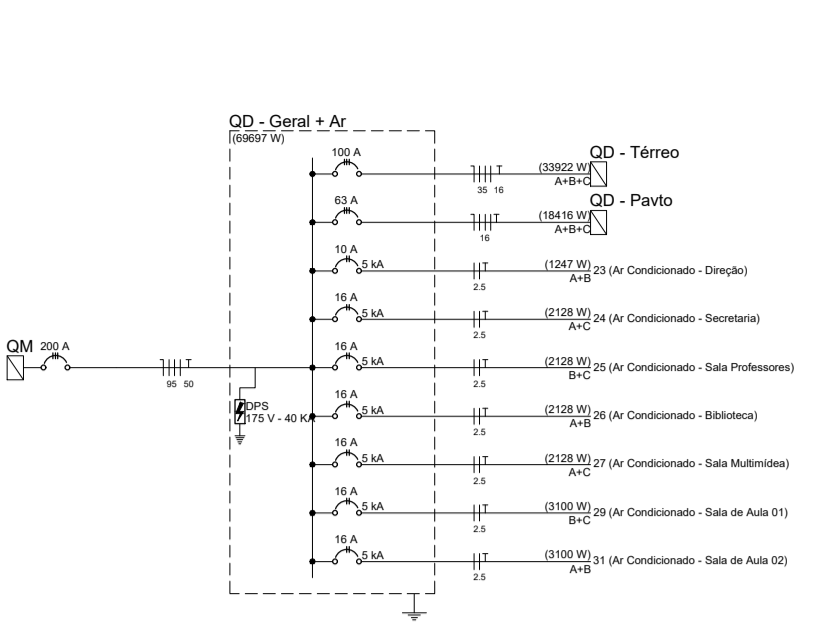 QD - Geral + Ar
(69697 W)
100 A
35 16
(33922 W)
A+B+C
QD - Térreo
63 A
16
(18416 W)
A+B+C
QD - Pavto
10 A
5 kA
2.5
T
(1247 W)
A+B
23 (Ar Condicionado - Direção)
16 A
5 kA
2.5
T
(2128 W)
A+C
24 (Ar Condicionado - Secretaria)
QM
200 A
95 50
16 A
5 kA
2.5
T
(2128 W)
B+C
25 (Ar Condicionado - Sala Professores)
DPS
175 V - 40 KA
16 A
5 kA
2.5
T
(2128 W)
A+B
26 (Ar Condicionado - Biblioteca)
16 A
5 kA
2.5
T
(2128 W)
A+C
27 (Ar Condicionado - Sala Multimídea)
16 A
5 kA
2.5
T
(3100 W)
B+C
29 (Ar Condicionado - Sala de Aula 01)
16 A
5 kA
2.5
T
(3100 W)
A+B
31 (Ar Condicionado - Sala de Aula 02)